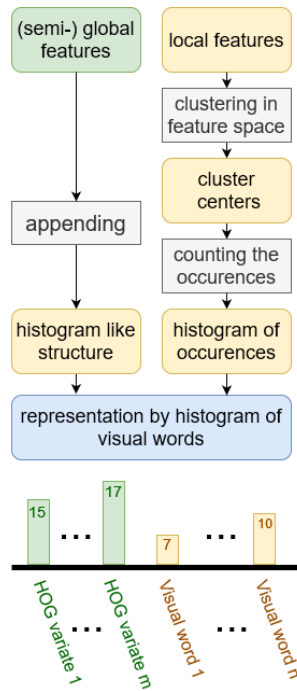 (semi-) global
features
local features
clustering in
feature space
cluster
centers
appending
counting the
occurences
histogram like
structure
histogram of
occurences
representation by histogram of
visual words
15
...
17
7
...
10
HOG variate 1
...
HOG variate m
Visual word 1
...
Visual word n